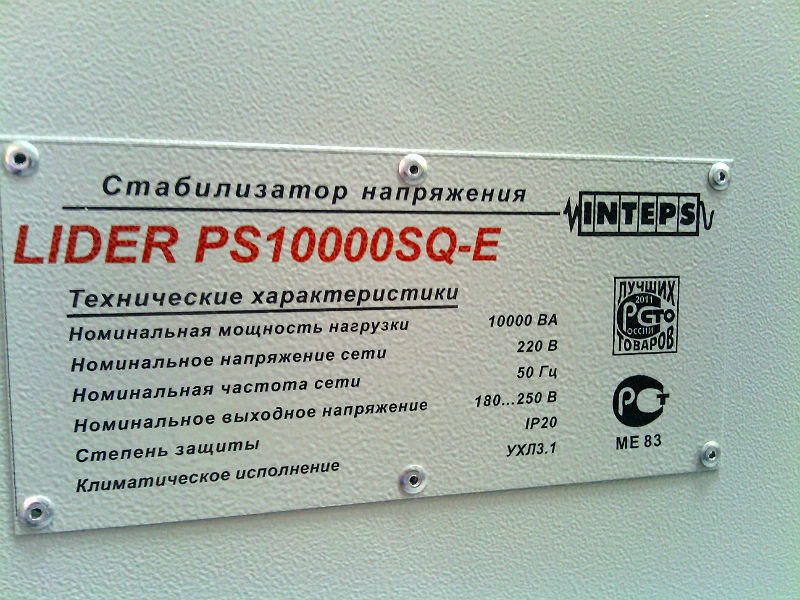 Стабилизатор напряжения
INTEPS
LIDER PS10000SQ-E
Технические характеристики
Номинальная мощность нагрузки 10000 ВА
Номинальное напряжение сети 220 В
Номинальная частота сети 50 Гц
Номинальное выходное напряжение 180...250 В
Степень защиты IP20
Климатическое исполнение УХЛ3.1
ЛУЧШИХ
2011
РСТО
РОССИИ
ТОВАРОВ
РСТ
МЕ 83